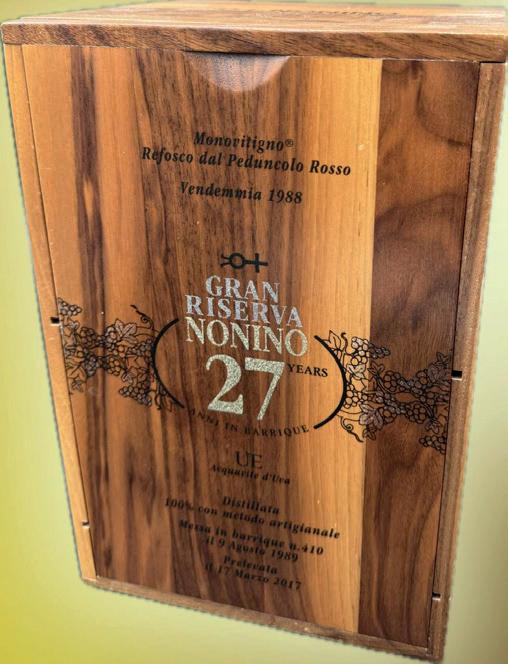 Monovitigno®
Refosco dal Peduncolo Rosso
Vendemmia 1988
GRAN
RISERVA
NONINO
27 YEARS
ANNI IN BARRIQUE
UE
Acquavite d'Uva
Distillata
100% con metodo artigianale
Messa in barrique n.410
il 9 Agosto 1989
Prelevata
il 17 Marzo 2017